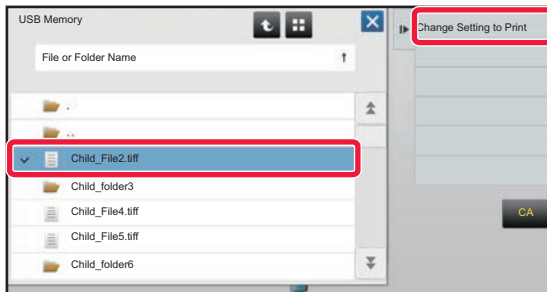 USB Memory
Change Setting to Print
File or Folder Name
.
..
Child_File2.tiff
Child_folder3
Child_File4.tiff
Child_File5.tiff
Child_folder6
CA